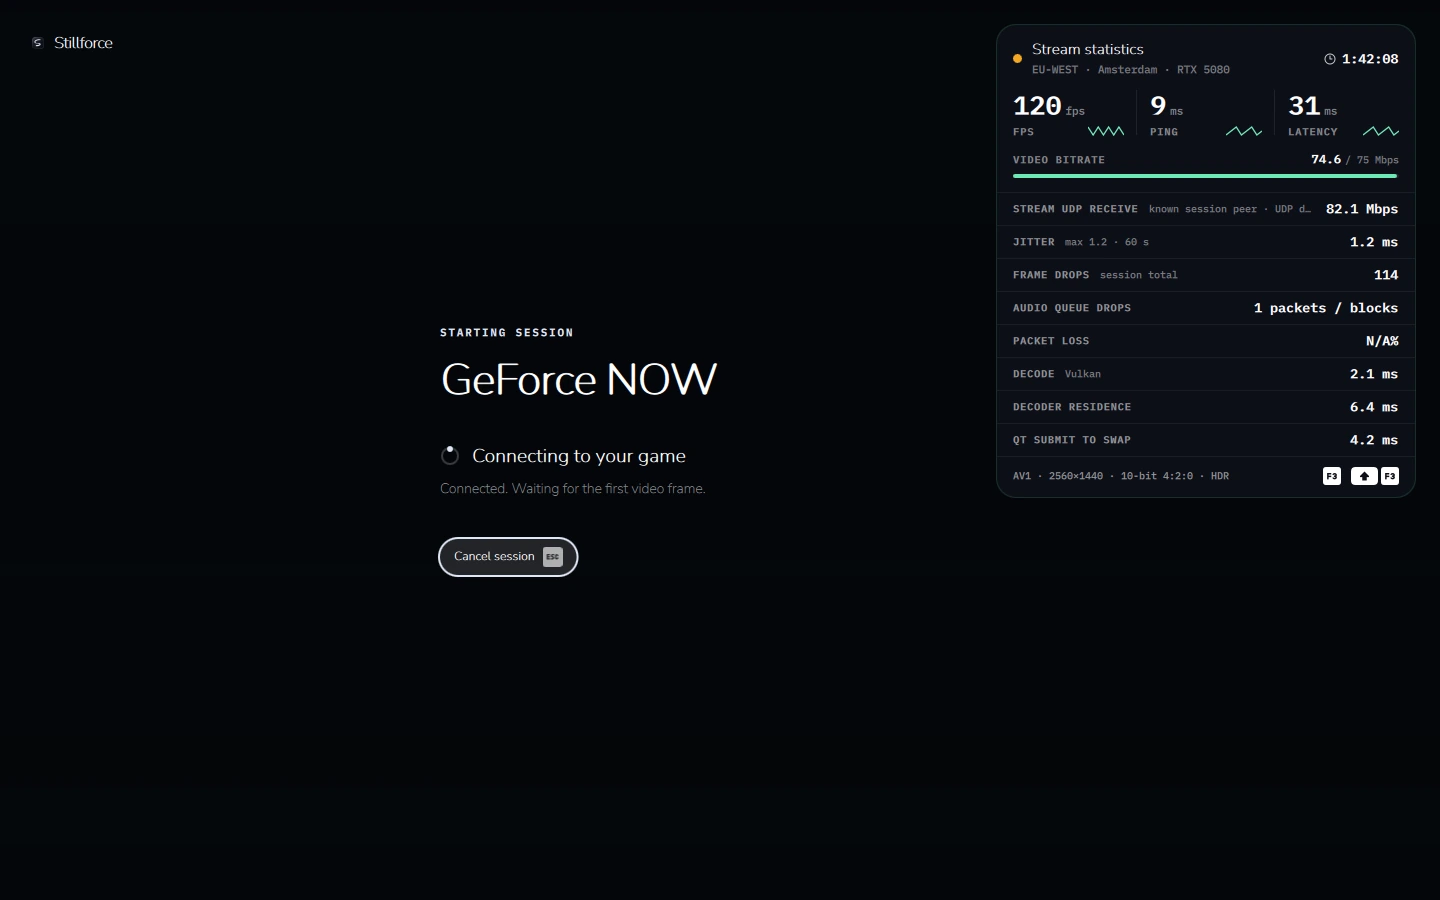 Stillforce
STARTING SESSION
GeForce NOW
Connecting to your game
Connected. Waiting for the first video frame.
Cancel session ESC
Stream statistics
EU-WEST · Amsterdam · RTX 5080
1:42:08
120 fps
FPS
9 ms
PING
31 ms
LATENCY
VIDEO BITRATE 74.6 / 75 Mbps
STREAM UDP RECEIVE known session peer · UDP d… 82.1 Mbps
JITTER max 1.2 · 60 s 1.2 ms
FRAME DROPS session total 114
AUDIO QUEUE DROPS 1 packets / blocks
PACKET LOSS N/A%
DECODE Vulkan 2.1 ms
DECODER RESIDENCE 6.4 ms
QT SUBMIT TO SWAP 4.2 ms
AV1 · 2560×1440 · 10-bit 4:2:0 · HDR F3 F3